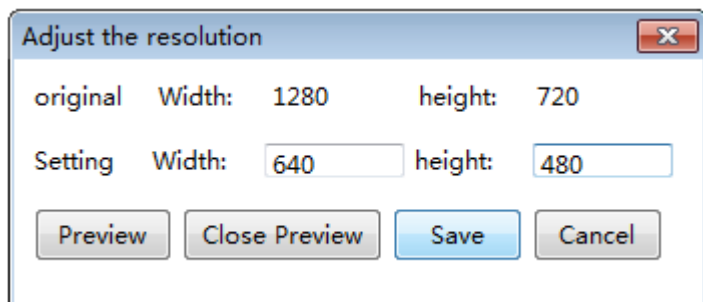 Adjust the resolution
original Width: 1280 height: 720
Setting Width: 640 height: 480
Preview Close Preview Save Cancel